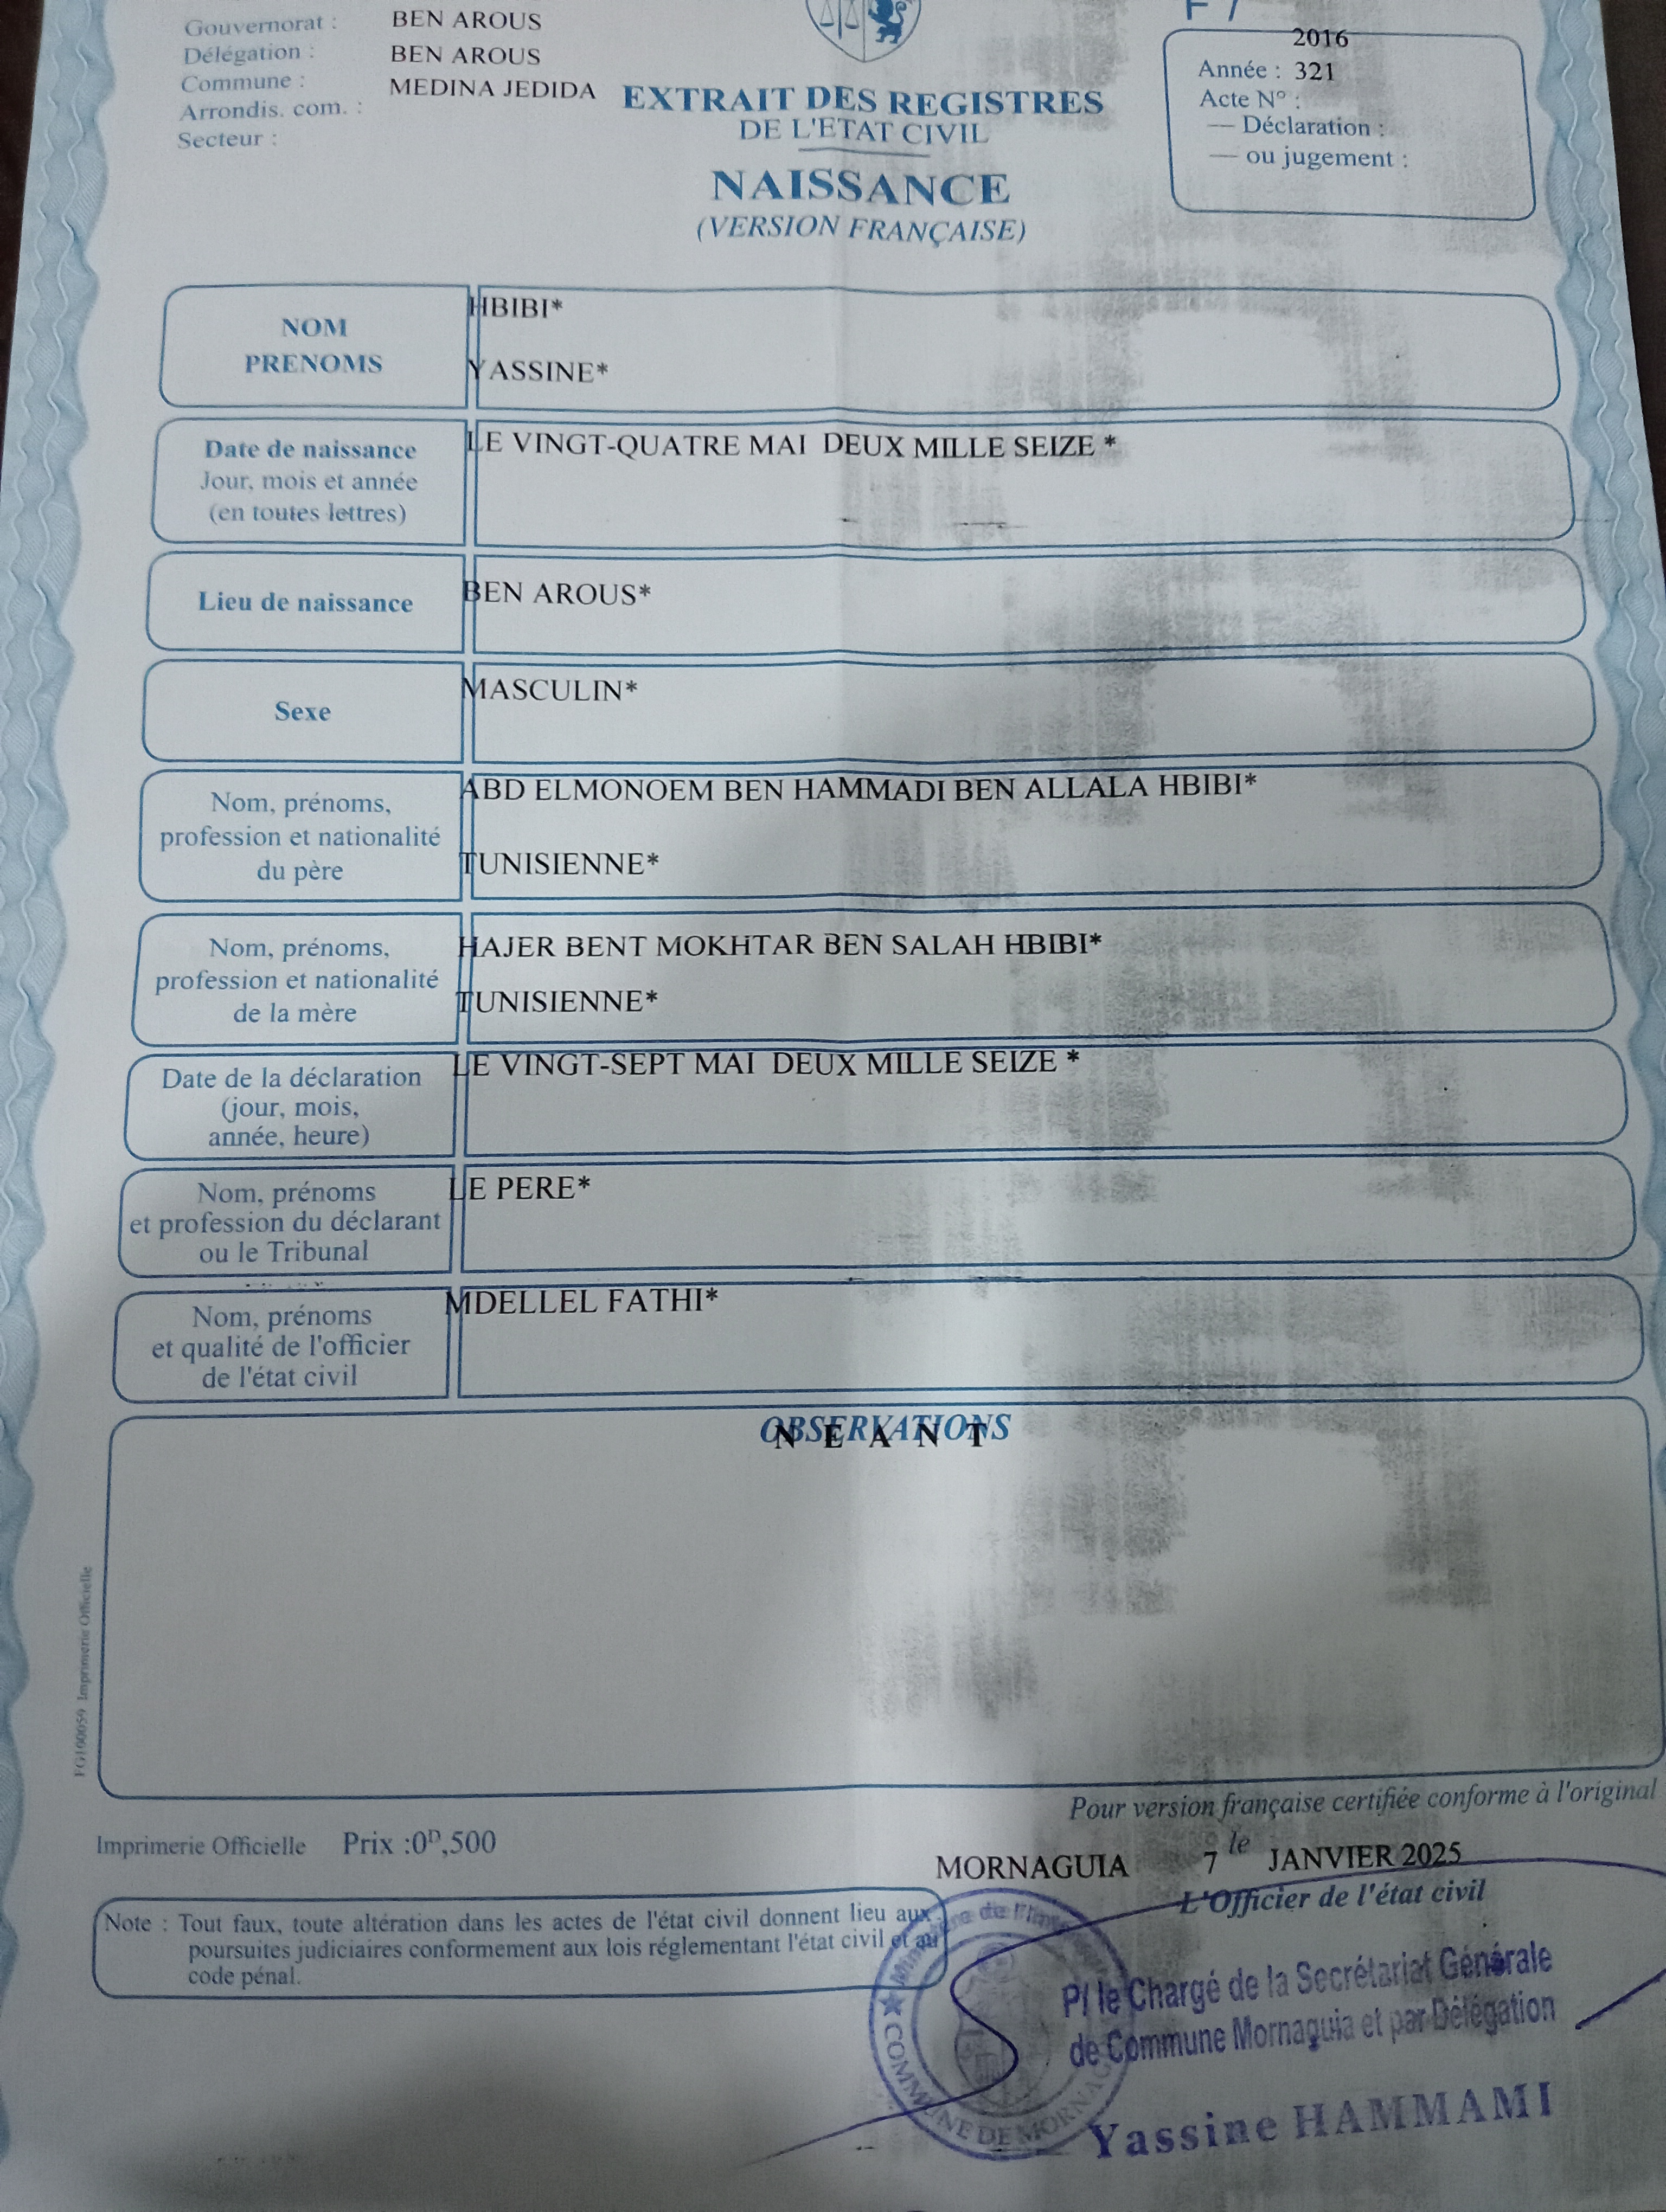 Gouvernorat : BEN AROUS
Délégation : BEN AROUS
Commune : MEDINA JEDIDA
Arrondis. com. :
Secteur :
EXTRAIT DES REGISTRES
DE L'ETAT CIVIL
NAISSANCE
(VERSION FRANÇAISE)
2016
Année : 321
Acte N° :
— Déclaration :
— ou jugement :
NOM
PRENOMS
HBIBI*
YASSINE*
Date de naissance
Jour, mois et année
(en toutes lettres)
LE VINGT-QUATRE MAI DEUX MILLE SEIZE *
Lieu de naissance
BEN AROUS*
Sexe
MASCULIN*
Nom, prénoms,
profession et nationalité
du père
ABD ELMONOEM BEN HAMMADI BEN ALLALA HBIBI*
TUNISIENNE*
Nom, prénoms,
profession et nationalité
de la mère
HAJER BENT MOKHTAR BEN SALAH HBIBI*
TUNISIENNE*
Date de la déclaration
(jour, mois,
année, heure)
LE VINGT-SEPT MAI DEUX MILLE SEIZE *
Nom, prénoms
et profession du déclarant
ou le Tribunal
LE PERE*
Nom, prénoms
et qualité de l'officier
de l'état civil
MDELLEL FATHI*
OBSERVATIONS
N E A N T
Imprimerie Officielle
Pour version française certifiée conforme à l'original
Imprimerie Officielle Prix :0ᴰ,500
MORNAGUIA 7 le JANVIER 2025
L'Officier de l'état civil
Note : Tout faux, toute altération dans les actes de l'état civil donnent lieu aux
poursuites judiciaires conformement aux lois réglementant l'état civil et au
code pénal.
P/ le Chargé de la Secrétariat Générale
de Commune Mornaguia et par Délégation
Yassine HAMMAMI
COMMUNE DE